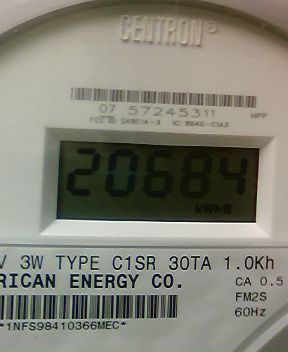 CENTRON®
07 57245311
20684
kWh
V 3W TYPE C1SR 30TA 1.0Kh
RICAN ENERGY CO.
CA 0.5
FM2S
60Hz
*1NFS98410366MEC*